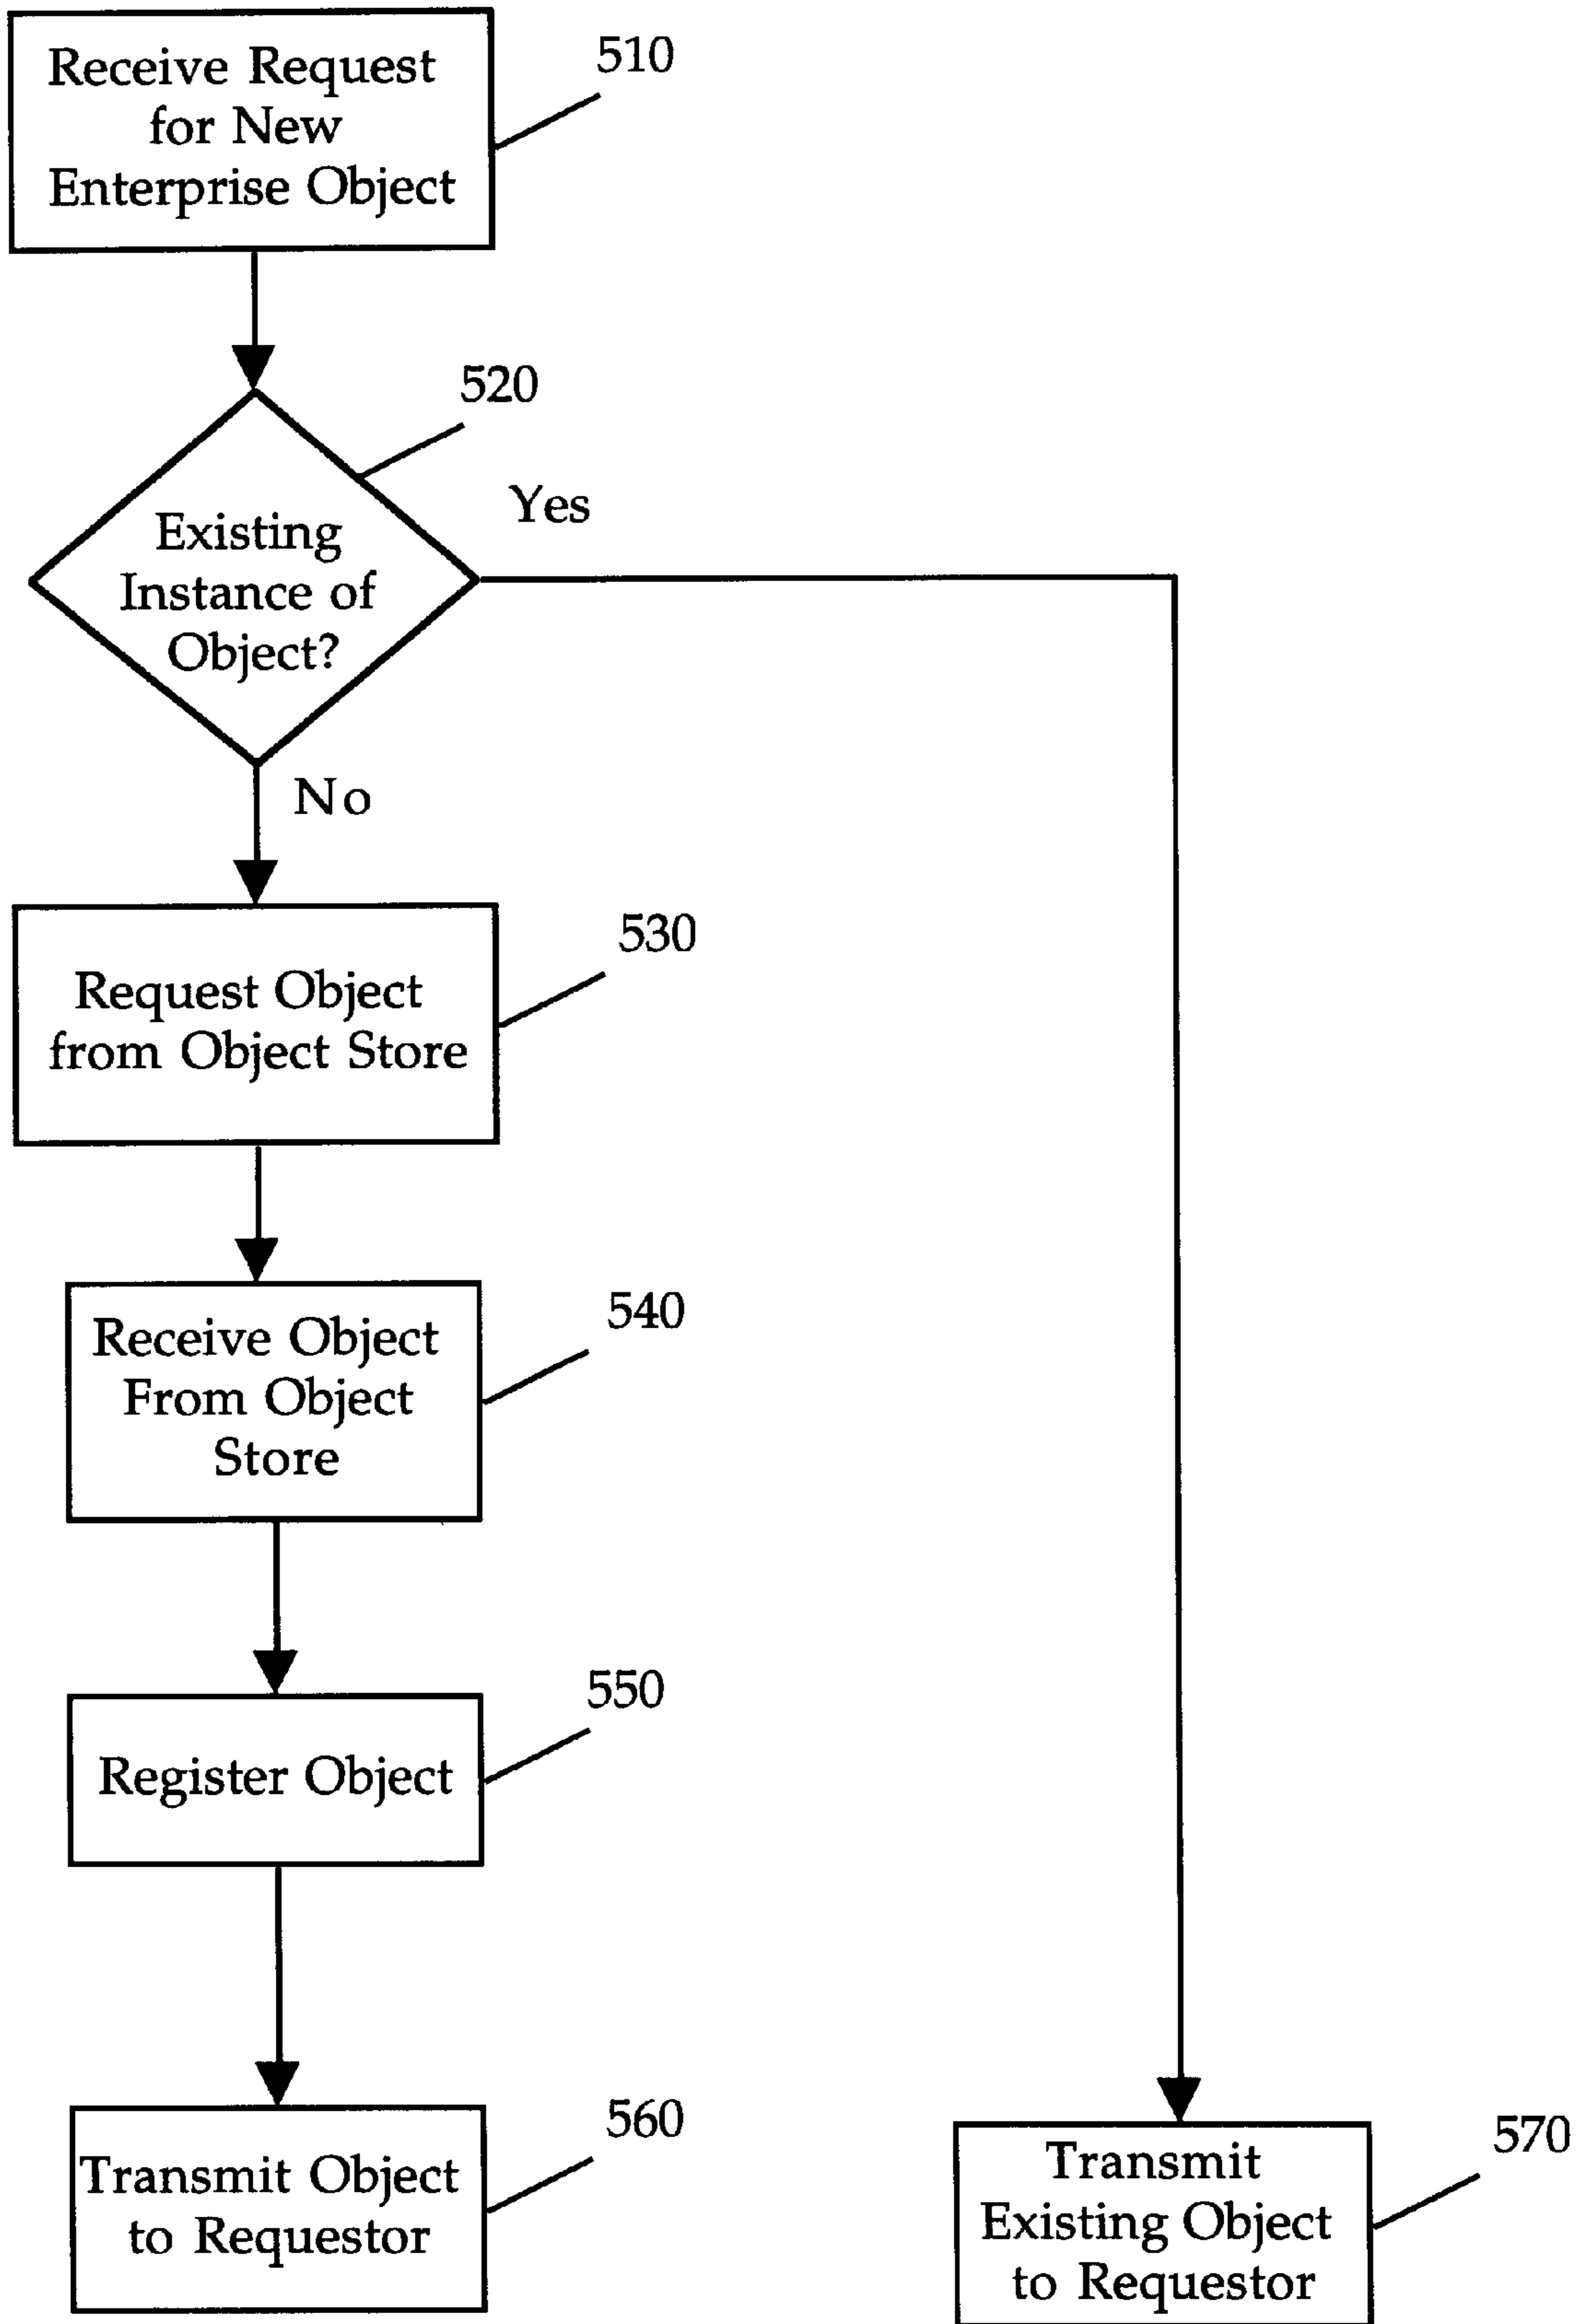 Receive Request
for New
Enterprise Object
510
520
Existing
Instance of
Object?
Yes
No
530
Request Object
from Object Store
540
Receive Object
From Object
Store
550
Register Object
560
Transmit Object
to Requestor
570
Transmit
Existing Object
to Requestor